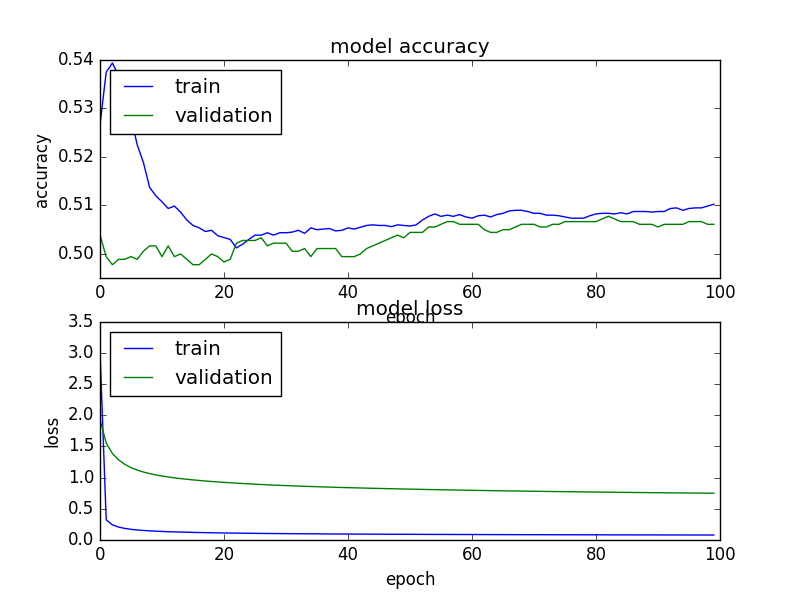 model accuracy
0.54
0.53
0.52
0.51
0.50
accuracy
train
validation
0 20 40 60 80 100
epoch
model loss
3.5
3.0
2.5
2.0
1.5
1.0
0.5
0.0
loss
train
validation
0 20 40 60 80 100
epoch